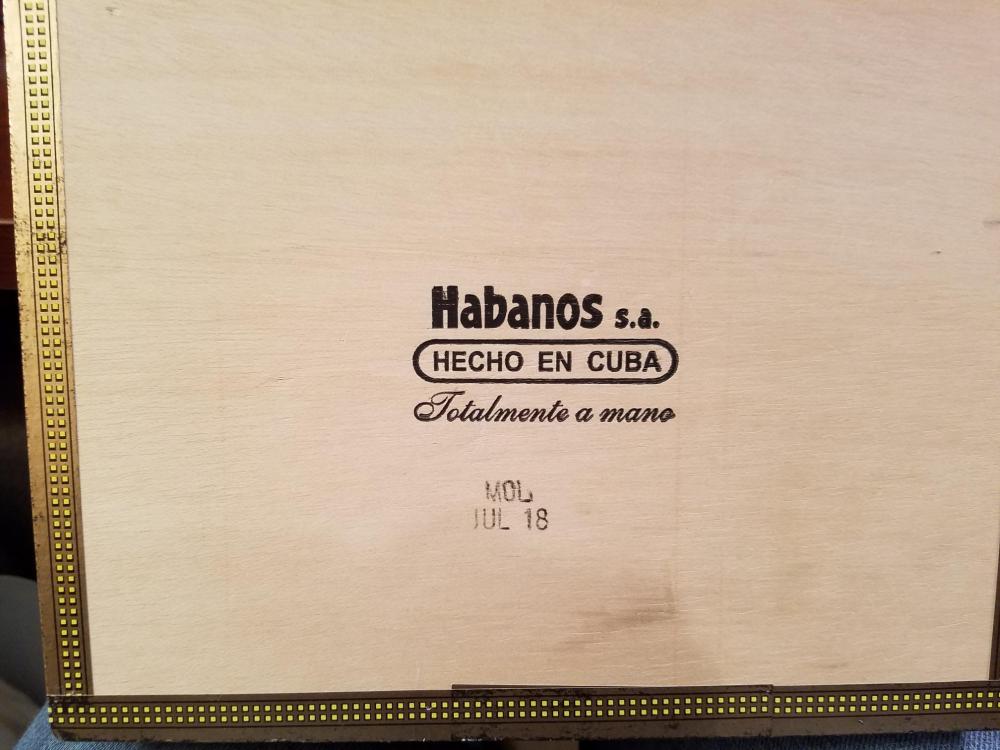 Habanos s.a.
HECHO EN CUBA
Totalmente a mano
MOL
JUL 18